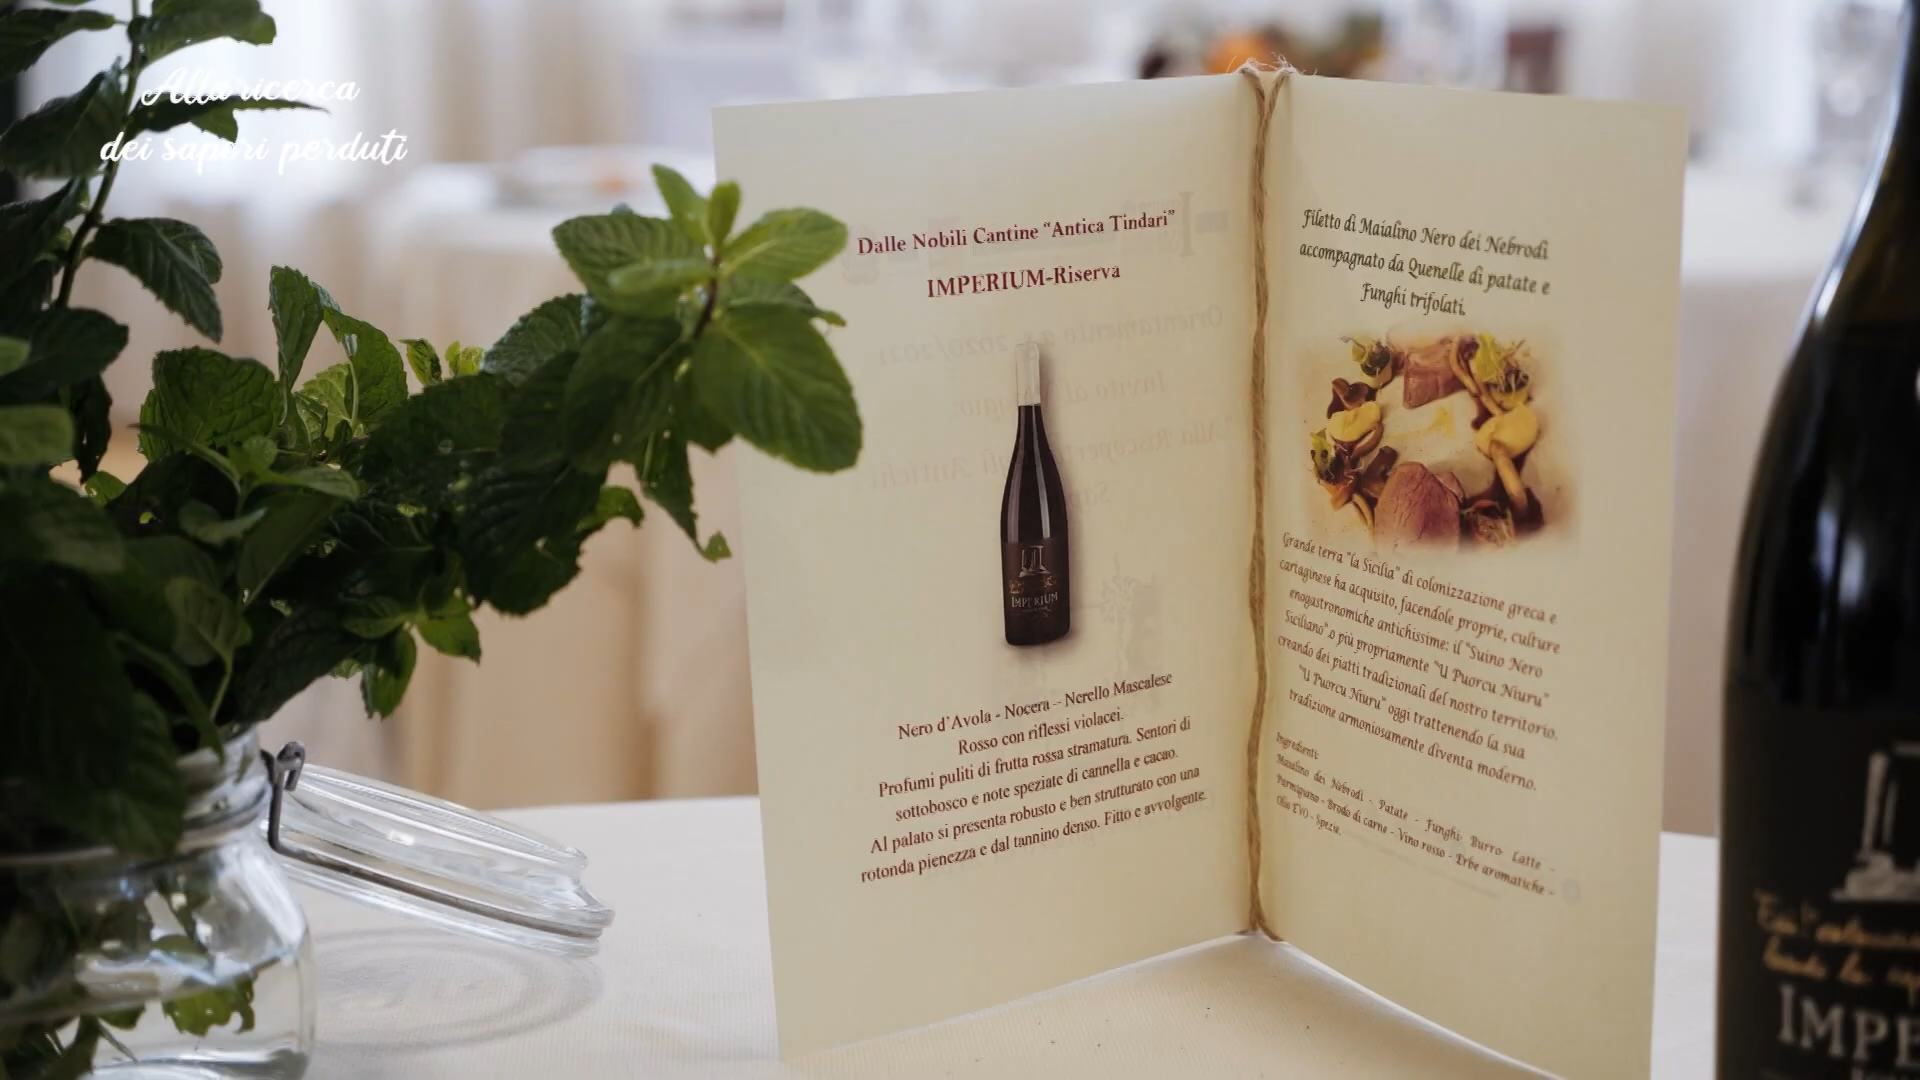 Alla ricerca
dei sapori perduti
Dalle Nobili Cantine “Antica Tindari”
IMPERIUM-Riserva
IMPERIUM
Nero d’Avola - Nocera – Nerello Mascalese
Rosso con riflessi violacei.
Profumi puliti di frutta rossa stramatura. Sentori di
sottobosco e note speziate di cannella e cacao.
Al palato si presenta robusto e ben strutturato con una
rotonda pienezza e dal tannino denso. Fitto e avvolgente.
Filetto di Maialino Nero dei Nebrodi
accompagnato da Quenelle di patate e
Funghi trifolati.
Grande terra "la Sicilia" di colonizzazione greca e
cartaginese ha acquisito, facendole proprie, culture
enogastronomiche antichissime: il "Suino Nero
Siciliano",o più propriamente "U Puorcu Niuru"
creando dei piatti tradizionali del nostro territorio.
"U Puorcu Niuru" oggi trattenendo la sua
tradizione armoniosamente diventa moderno.
Ingredienti:
Maialino dei Nebrodi - Patate - Funghi- Burro- Latte -
Parmigiano - Brodo di carne - Vino rosso - Erbe aromatiche -
Olio EVO - Spezie.
IMPE